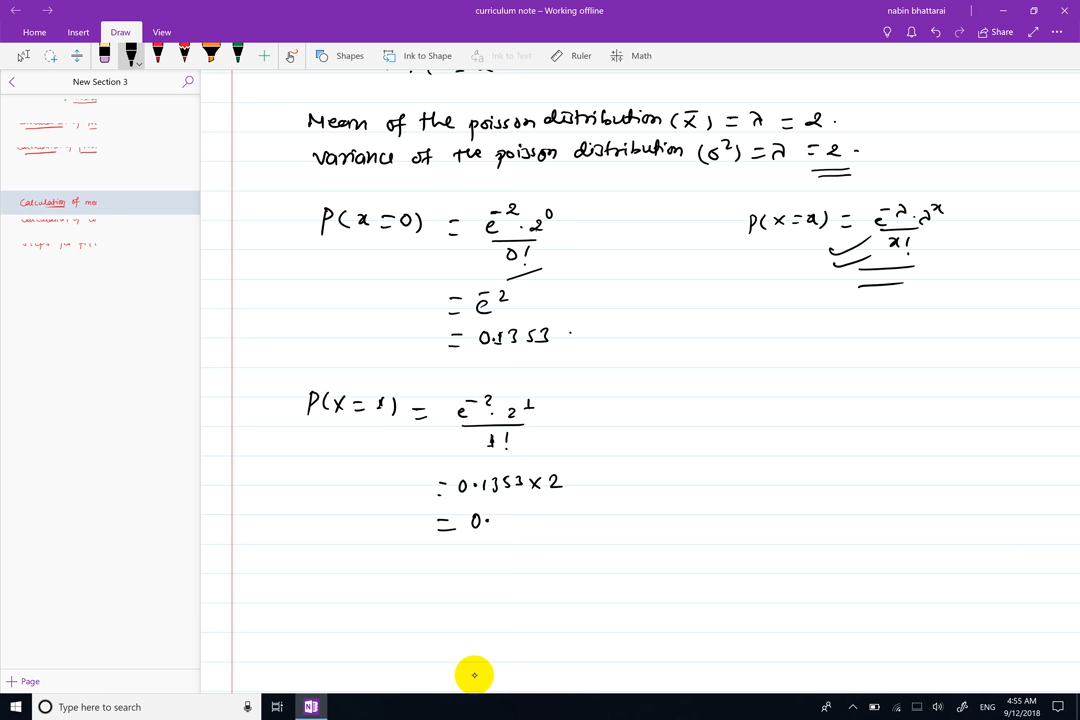 curriculum note – Working offline
nabin bhattarai
Home Insert Draw View
Share
Shapes Ink to Shape Ink to Text Ruler Math
New Section 3
Mean of the poisson distribution (x̄) = λ = 2.
Variance of the poisson distribution (σ²) = λ = 2.
Calculation of
P(x=0) = e⁻² · 2⁰ / 0!
P(X=x) = e^-λ · λ^x / x!
= e⁻²
= 0.1353
P(X=1) = e⁻² · 2¹ / 1!
= 0.1353 × 2
= 0.
+ Page
Type here to search
ENG
4:55 AM
9/12/2018